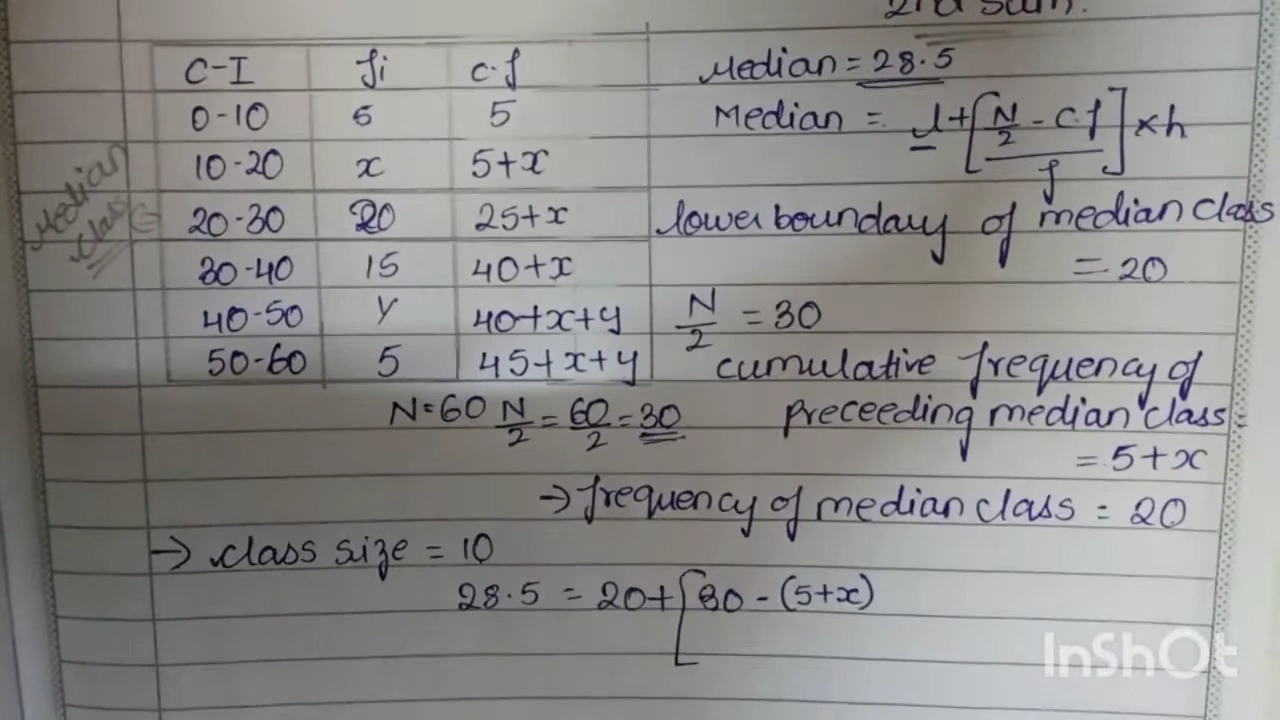 2nd sum.
C-I fi c.f
0-10 5 5
10-20 x 5+x
20-30 20 25+x
30-40 15 40+x
40-50 y 40+x+y
50-60 5 45+x+y
Median class
N=60 N/2 = 60/2 = 30
Median = 28.5
Median = l+[N/2 - c.f / f] × h
lower boundary of median class
= 20
N/2 = 30
cumulative frequency of
preceeding median class =
= 5+x
→ frequency of median class = 20
→ class size = 10
28.5 = 20+[30 - (5+x)
InShOt